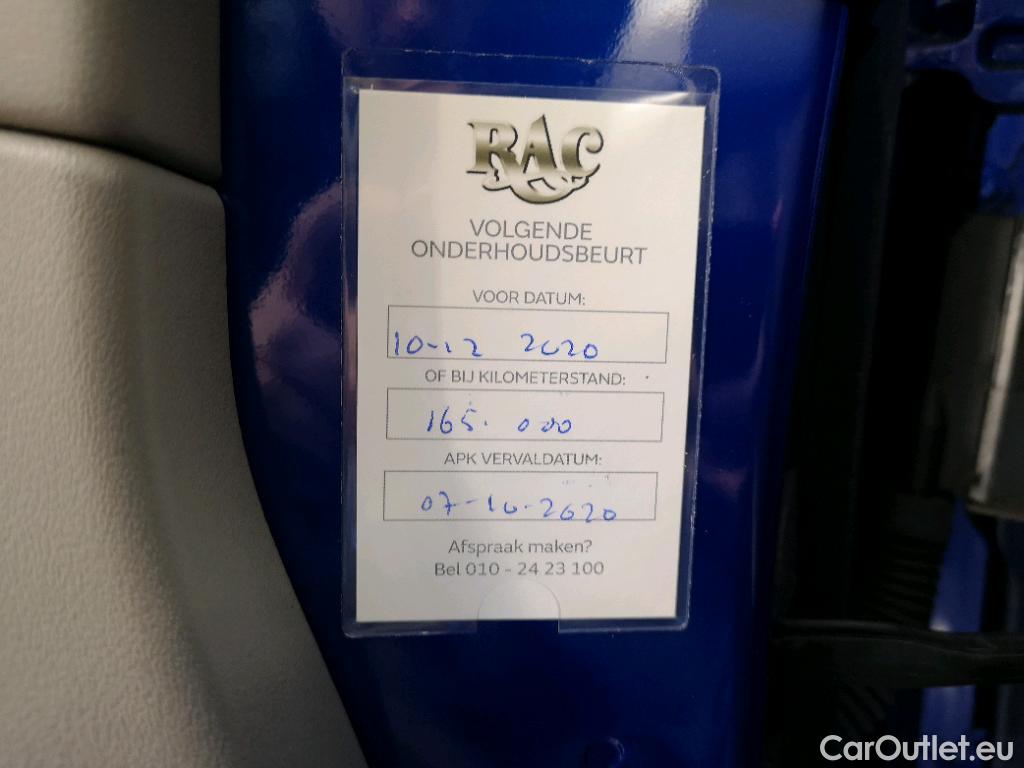 RAC
VOLGENDE
ONDERHOUDSBEURT
VOOR DATUM:
10-12 2020
OF BIJ KILOMETERSTAND:
165.000
APK VERVALDATUM:
07-10-2020
Afspraak maken?
Bel 010 - 24 23 100
CarOutlet.eu